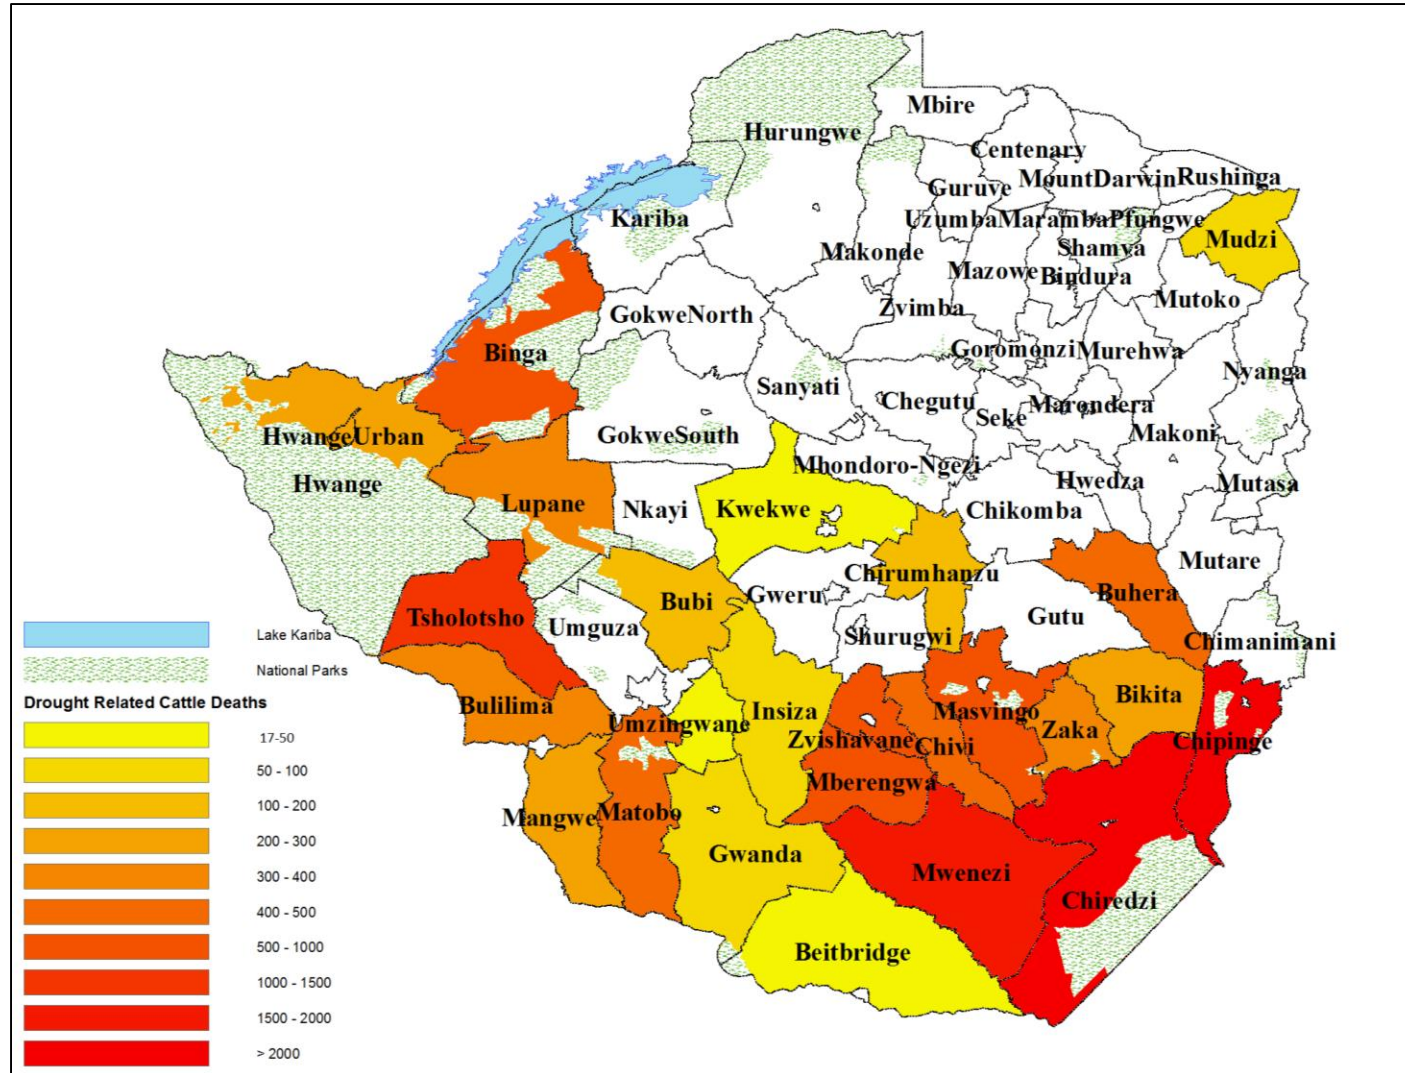 Mbire
Hurungwe
Centenary
Guruve
MountDarwin
Rushinga
Kariba
UzumbaMarambaPfungwe
Mudzi
Shamva
Makonde
Mazowe
Bindura
Mutoko
GokweNorth
Zvimba
Binga
Goromonzi
Murehwa
Nyanga
Sanyati
Chegutu
Seke
Marondera
HwangeUrban
GokweSouth
Makoni
Mhondoro-Ngezi
Hwange
Hwedza
Mutasa
Lupane
Nkayi
Kwekwe
Chikomba
Mutare
Chirumhanzu
Buhera
Bubi
Gweru
Tsholotsho
Umguza
Shurugwi
Gutu
Chimanimani
Bulilima
Umzingwane
Insiza
Masvingo
Bikita
Zvishavane
Chivi
Zaka
Chipinge
Mberengwa
Mangwe
Matobo
Gwanda
Mwenezi
Chiredzi
Beitbridge
Lake Kariba
National Parks
Drought Related Cattle Deaths
17-50
50 - 100
100 - 200
200 - 300
300 - 400
400 - 500
500 - 1000
1000 - 1500
1500 - 2000
> 2000